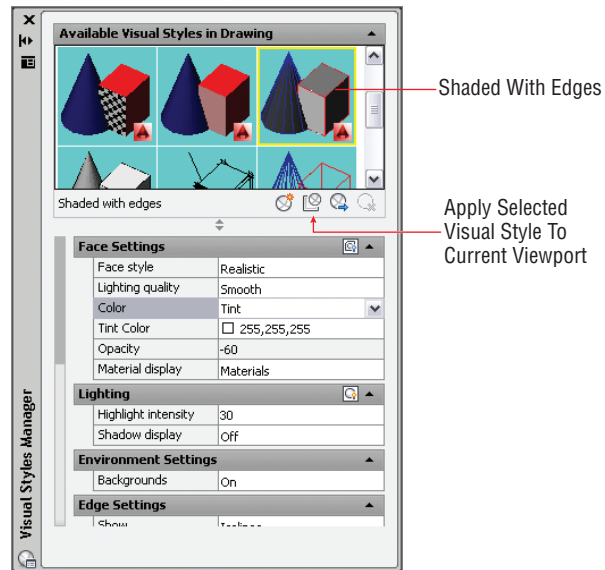 Available Visual Styles in Drawing
Shaded With Edges
Shaded with edges
Apply Selected
Visual Style To
Current Viewport
Face Settings
Face style Realistic
Lighting quality Smooth
Color Tint
Tint Color 255,255,255
Opacity -60
Material display Materials
Lighting
Highlight intensity 30
Shadow display Off
Environment Settings
Backgrounds On
Edge Settings
Show Isolines
Visual Styles Manager